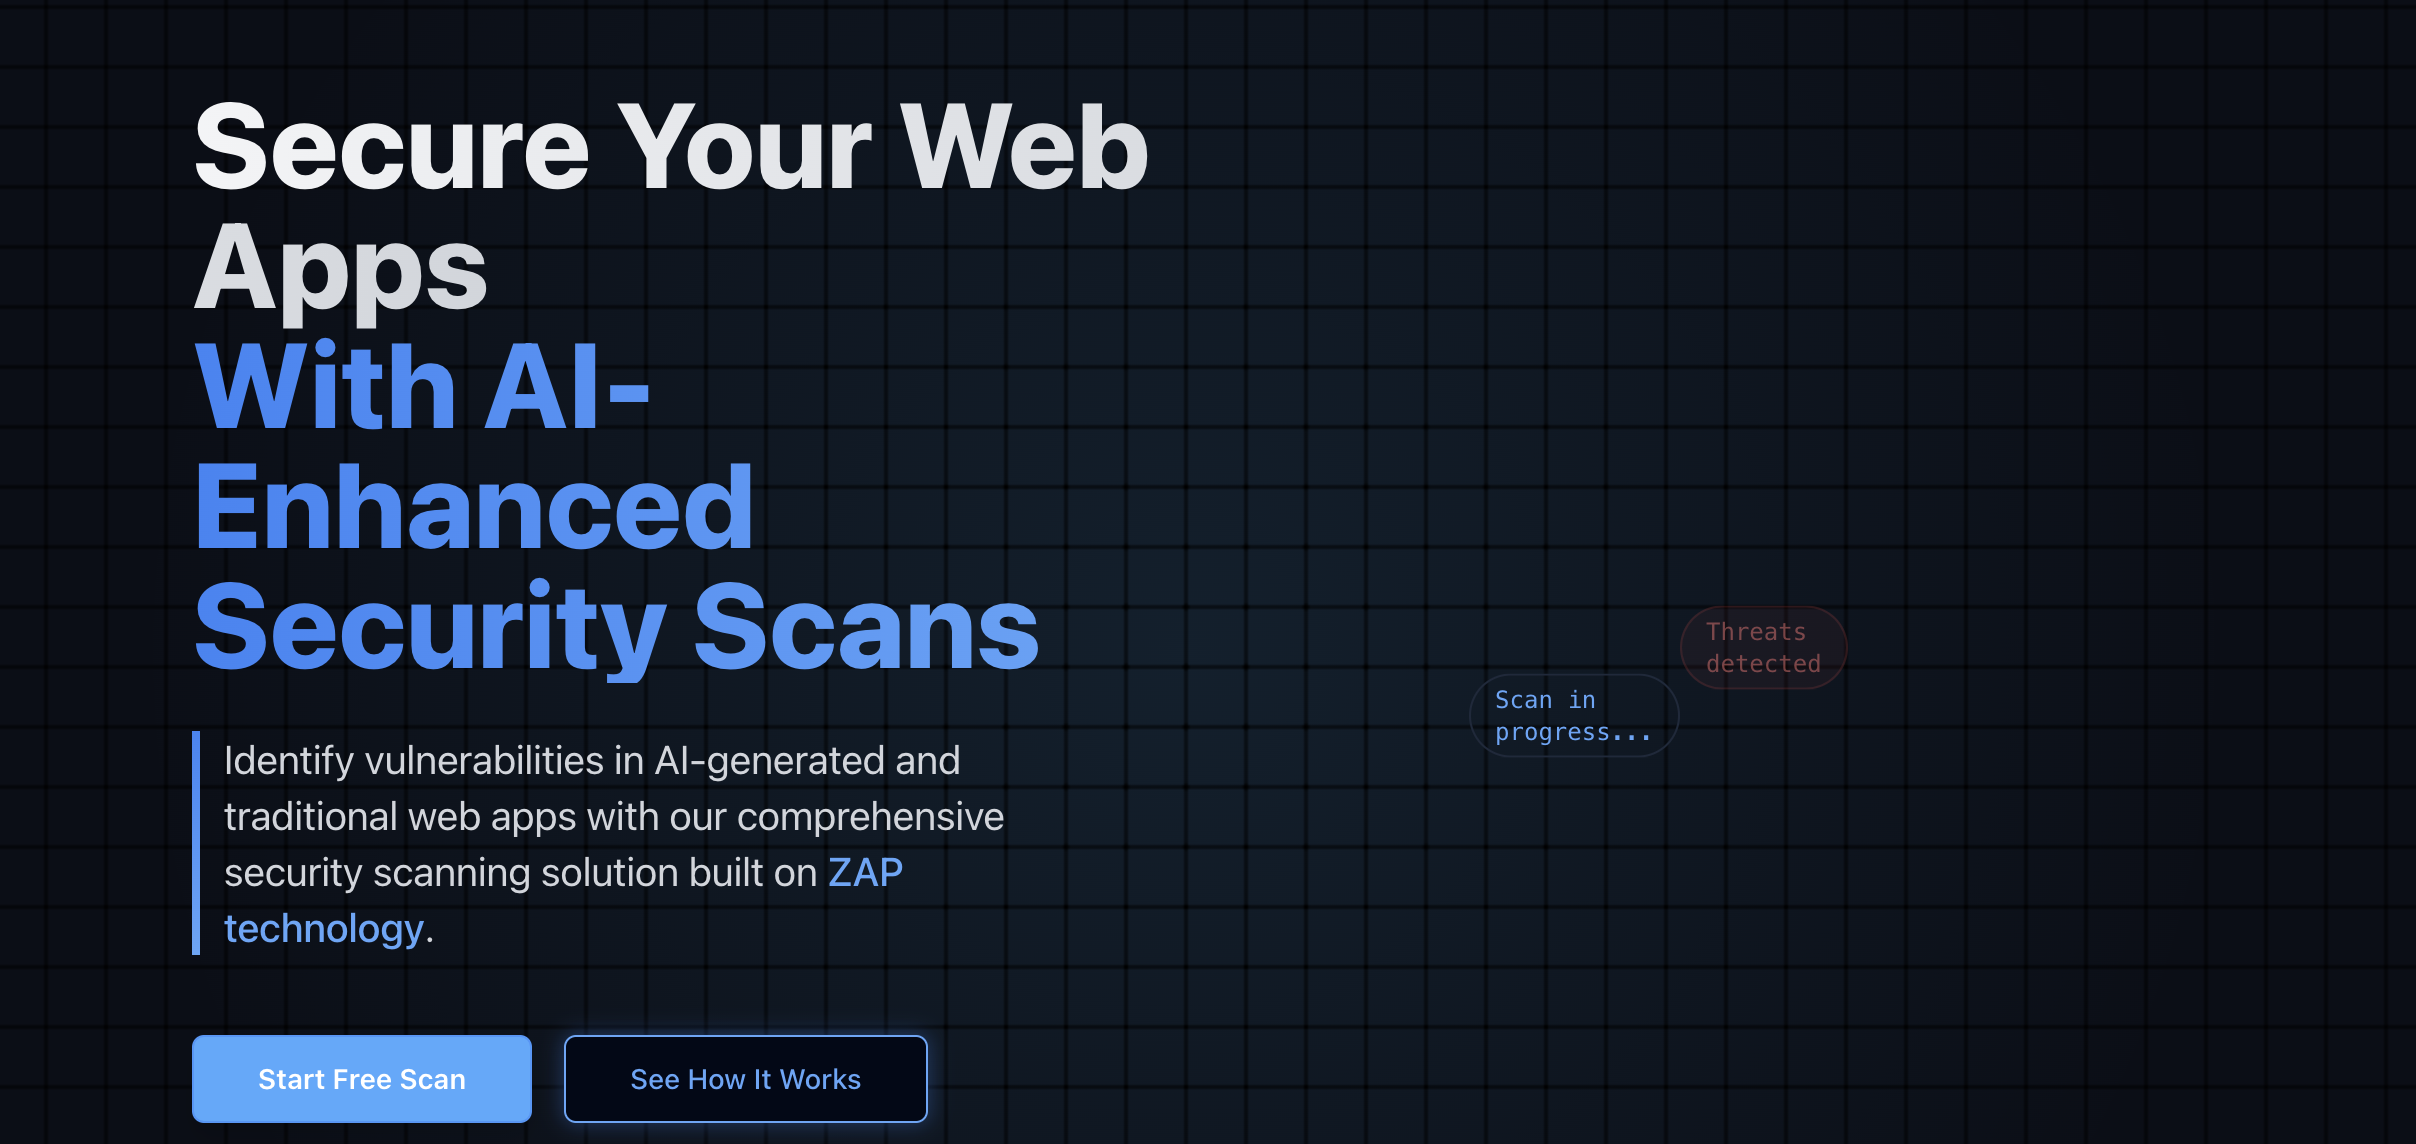 Secure Your Web
Apps
With AI-
Enhanced
Security Scans
Identify vulnerabilities in AI-generated and
traditional web apps with our comprehensive
security scanning solution built on ZAP
technology.
Start Free Scan
See How It Works
Threats
detected
Scan in
progress...